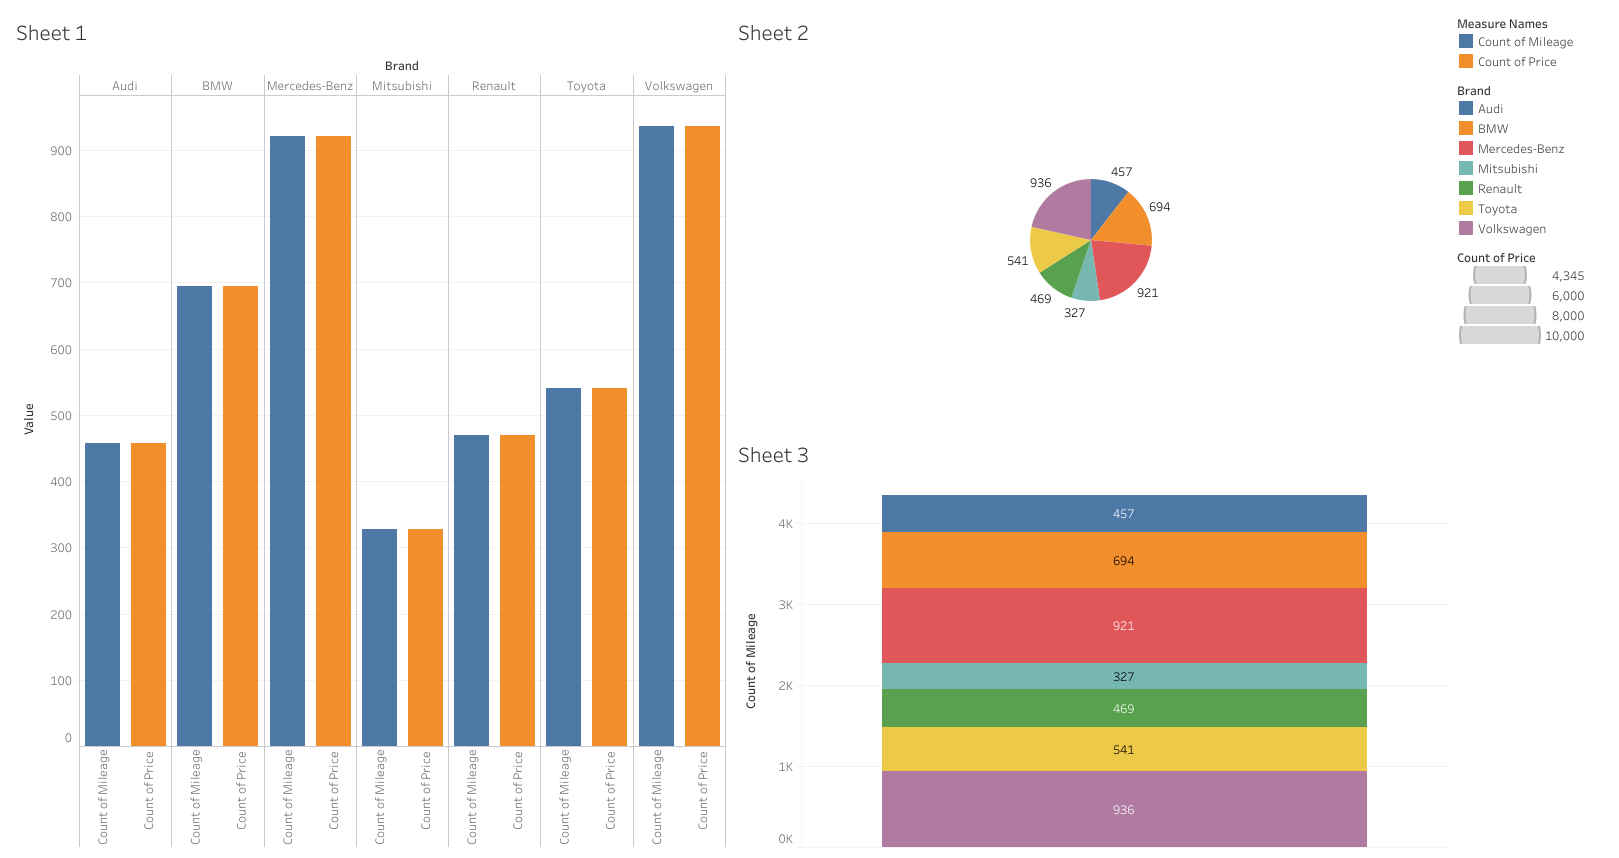 Sheet 1
Brand
Audi BMW Mercedes-Benz Mitsubishi Renault Toyota Volkswagen
Value
900
800
700
600
500
400
300
200
100
0
Count of Mileage
Count of Price
Count of Mileage
Count of Price
Count of Mileage
Count of Price
Count of Mileage
Count of Price
Count of Mileage
Count of Price
Count of Mileage
Count of Price
Count of Mileage
Count of Price
Sheet 2
457
694
921
327
469
541
936
Sheet 3
Count of Mileage
4K
3K
2K
1K
0K
457
694
921
327
469
541
936
Measure Names
Count of Mileage
Count of Price
Brand
Audi
BMW
Mercedes-Benz
Mitsubishi
Renault
Toyota
Volkswagen
Count of Price
4,345
6,000
8,000
10,000